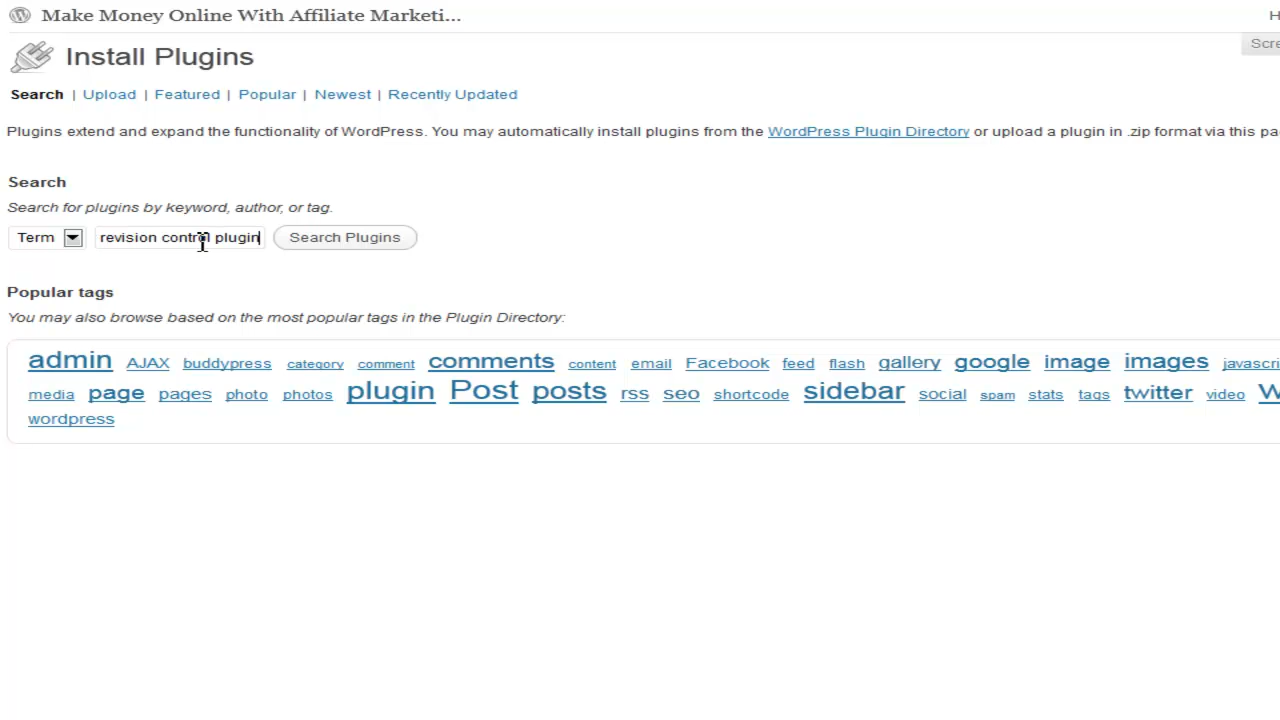 Make Money Online With Affiliate Marketi...
Install Plugins
Search | Upload | Featured | Popular | Newest | Recently Updated
Plugins extend and expand the functionality of WordPress. You may automatically install plugins from the WordPress Plugin Directory or upload a plugin in .zip format via this
Search
Search for plugins by keyword, author, or tag.
Term revision control plugin Search Plugins
Popular tags
You may also browse based on the most popular tags in the Plugin Directory:
admin AJAX buddypress category comment comments content email Facebook feed flash gallery google image images
media page pages photo photos plugin Post posts rss seo shortcode sidebar social spam stats tags twitter video
wordpress